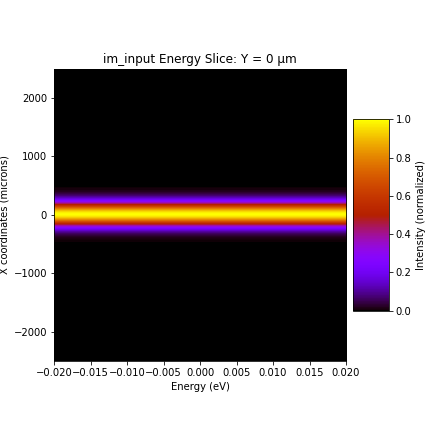 im_input Energy Slice: Y = 0 μm
X coordinates (microns)
2000
1000
0
−1000
−2000
−0.020−0.015−0.010−0.005 0.000 0.005 0.010 0.015 0.020
Energy (eV)
1.0
0.8
0.6
0.4
0.2
0.0
Intensity (normalized)